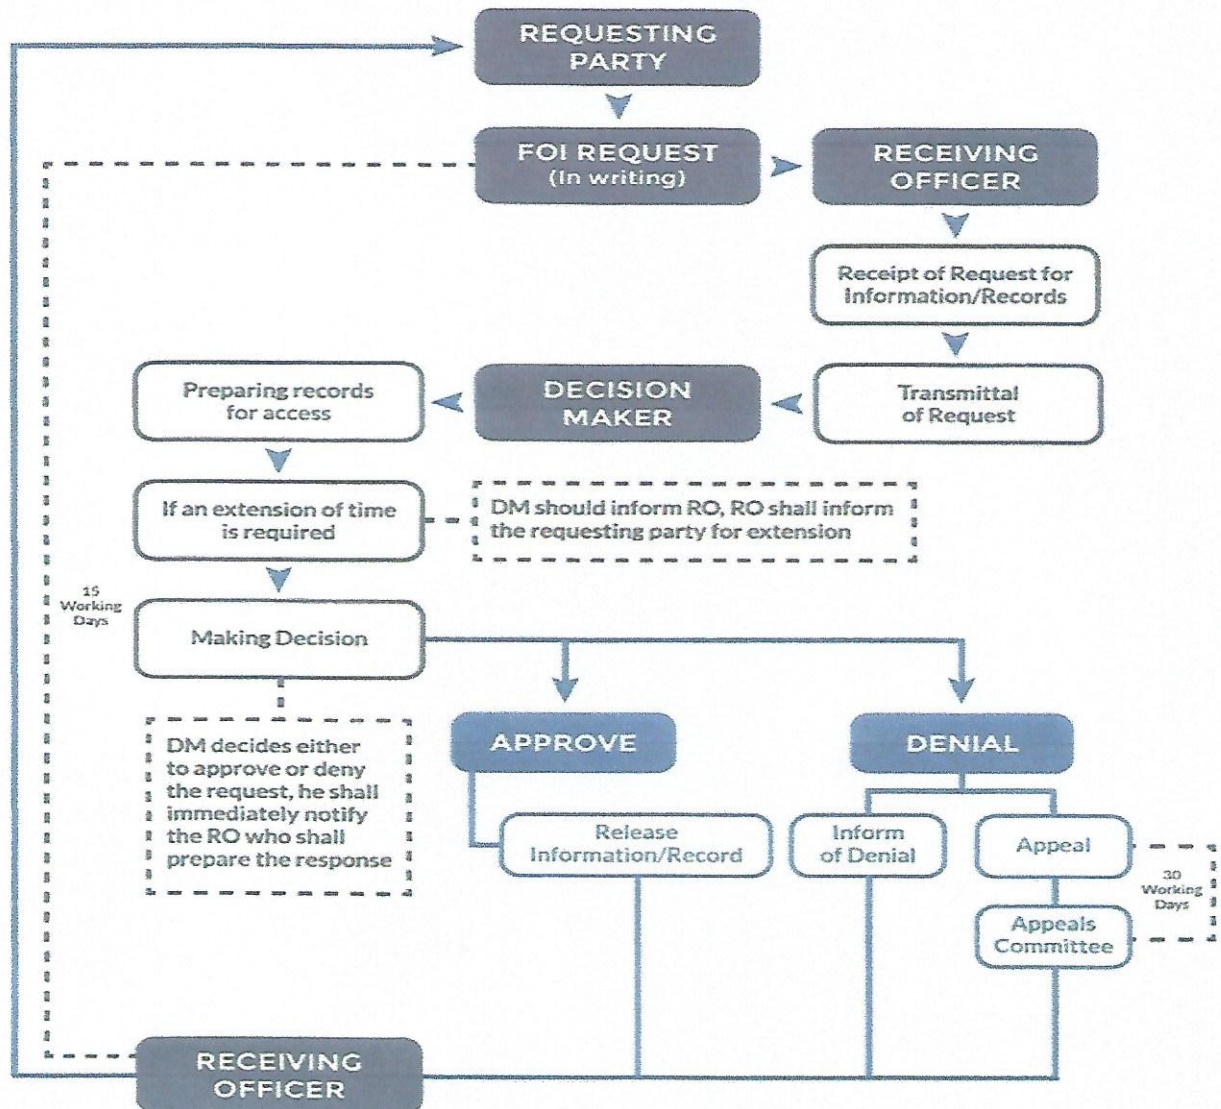 REQUESTING
PARTY
FOI REQUEST
(In writing)
RECEIVING
OFFICER
Receipt of Request for
Information/Records
Transmittal
of Request
DECISION
MAKER
Preparing records
for access
If an extension of time
is required
DM should inform RO, RO shall inform
the requesting party for extension
15
Working
Days
Making Decision
DM decides either
to approve or deny
the request, he shall
immediately notify
the RO who shall
prepare the response
APPROVE
DENIAL
Release
Information/Record
Inform
of Denial
Appeal
30
Working
Days
Appeals
Committee
RECEIVING
OFFICER